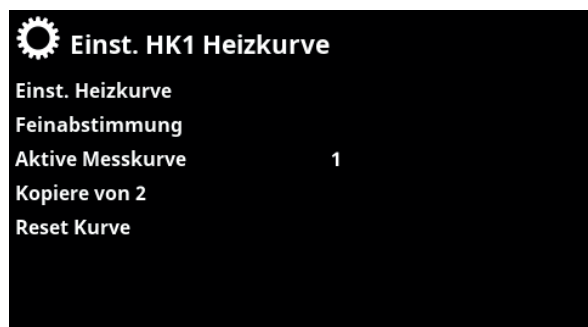 Einst. HK1 Heizkurve
Einst. Heizkurve
Feinabstimmung
Aktive Messkurve 1
Kopiere von 2
Reset Kurve